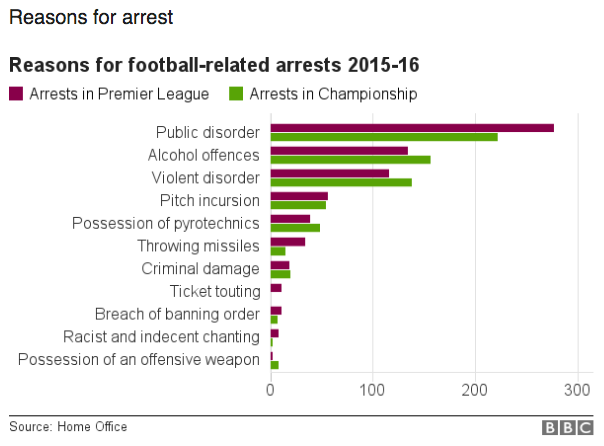 Reasons for arrest
Reasons for football-related arrests 2015-16
Arrests in Premier League Arrests in Championship
Public disorder
Alcohol offences
Violent disorder
Pitch incursion
Possession of pyrotechnics
Throwing missiles
Criminal damage
Ticket touting
Breach of banning order
Racist and indecent chanting
Possession of an offensive weapon
0 100 200 300
Source: Home Office BBC